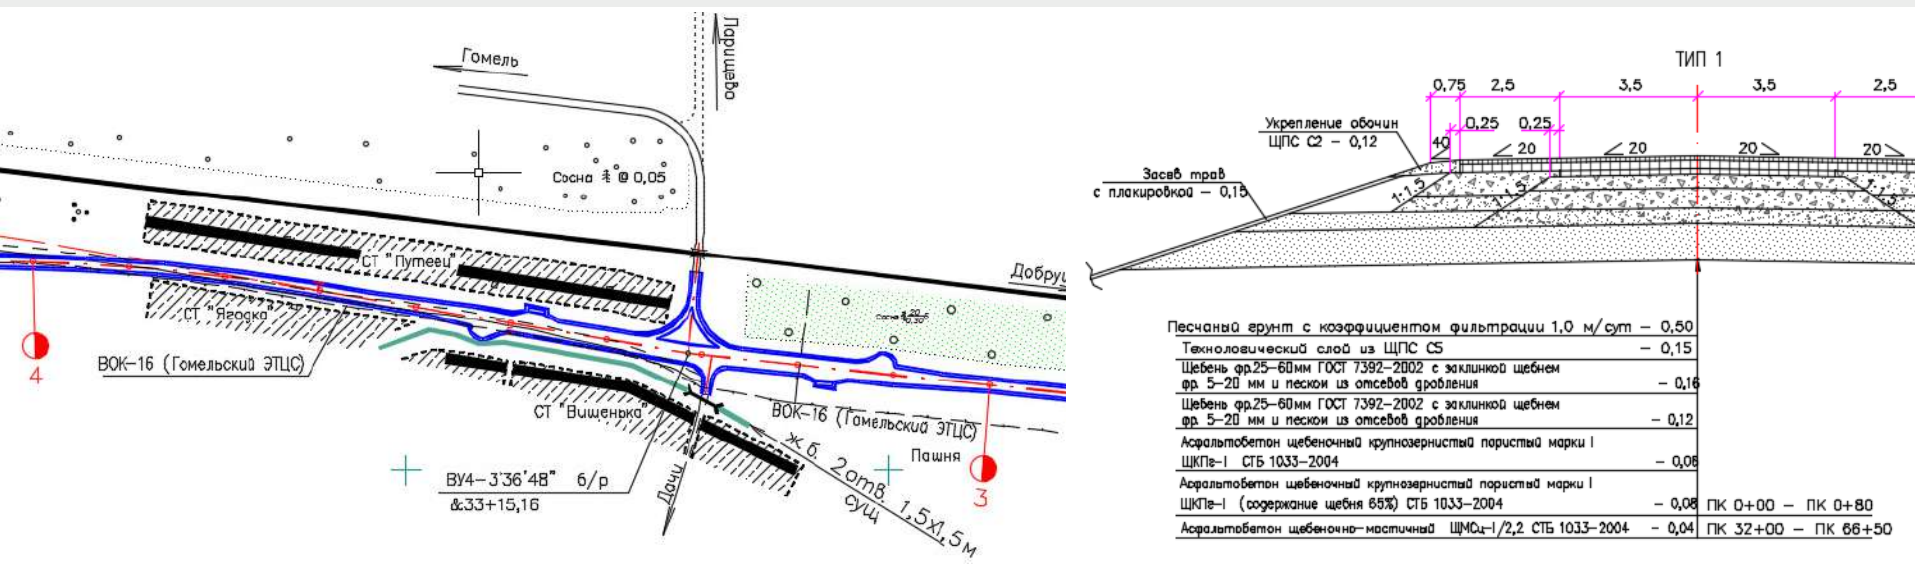 Гомель
Ларищево
Сосна @ 0,05
СТ "Путеец"
Добруш
СТ "Ягодка"
ВОК-16 (Гомельский ЭТЦС)
4
СТ "Вишенька"
ВОК-16 (Гомельский ЭТЦС)
Пашня
3
ВУ4-3°36'48" б/р
&33+15,16
Дачи
ж б. 2отв. 1,5х1,5м
сущ
ТИП 1
0,75 2,5 3,5 3,5 2,5
Укрепление обочин
ЩПС С2 - 0,12
0,25 0,25
40 20 20 20 20
Засев трав
с плакировкой - 0,15
1:1,5 1:1,5 1:1,5
Песчаный грунт с коэффициентом фильтрации 1,0 м/сут - 0,50
Технологический слой из ЩПС С5 - 0,15
Щебень фр.25-60мм ГОСТ 7392-2002 с заклинкой щебнем
фр. 5-20 мм и песком из отсевов дробления - 0,16
Щебень фр.25-60мм ГОСТ 7392-2002 с заклинкой щебнем
фр. 5-20 мм и песком из отсевов дробления - 0,12
Асфальтобетон щебеночный крупнозернистый пористый марки I
ЩКПг-I СТБ 1033-2004 - 0,06
Асфальтобетон щебеночный крупнозернистый пористый марки I
ЩКПг-I (содержание щебня 65%) СТБ 1033-2004 - 0,08 ПК 0+00 - ПК 0+80
Асфальтобетон щебеночно-мастичный ЩМСц-I/2,2 СТБ 1033-2004 - 0,04 ПК 32+00 - ПК 66+50